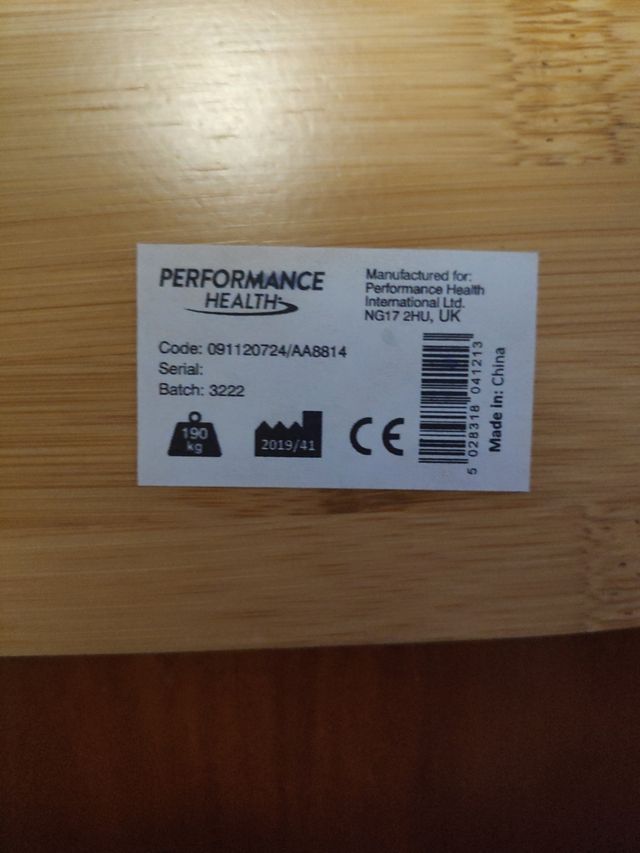 PERFORMANCE
HEALTH
Manufactured for:
Performance Health
International Ltd.
NG17 2HU, UK
Code: 091120724/AA8814
Serial:
Batch: 3222
190
kg
2019/41
CE
5 028318 041213
Made in: China